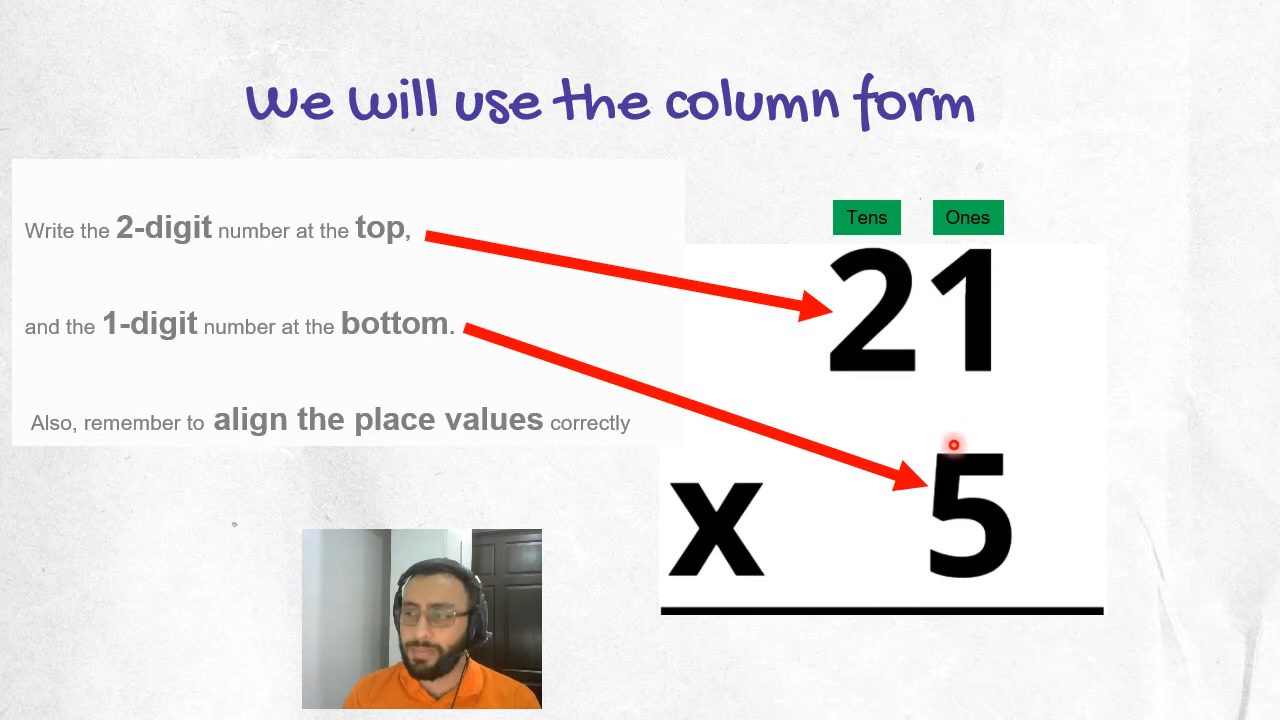 We will use the column form
Write the 2-digit number at the top,
and the 1-digit number at the bottom.
Also, remember to align the place values correctly
Tens Ones
21
x 5